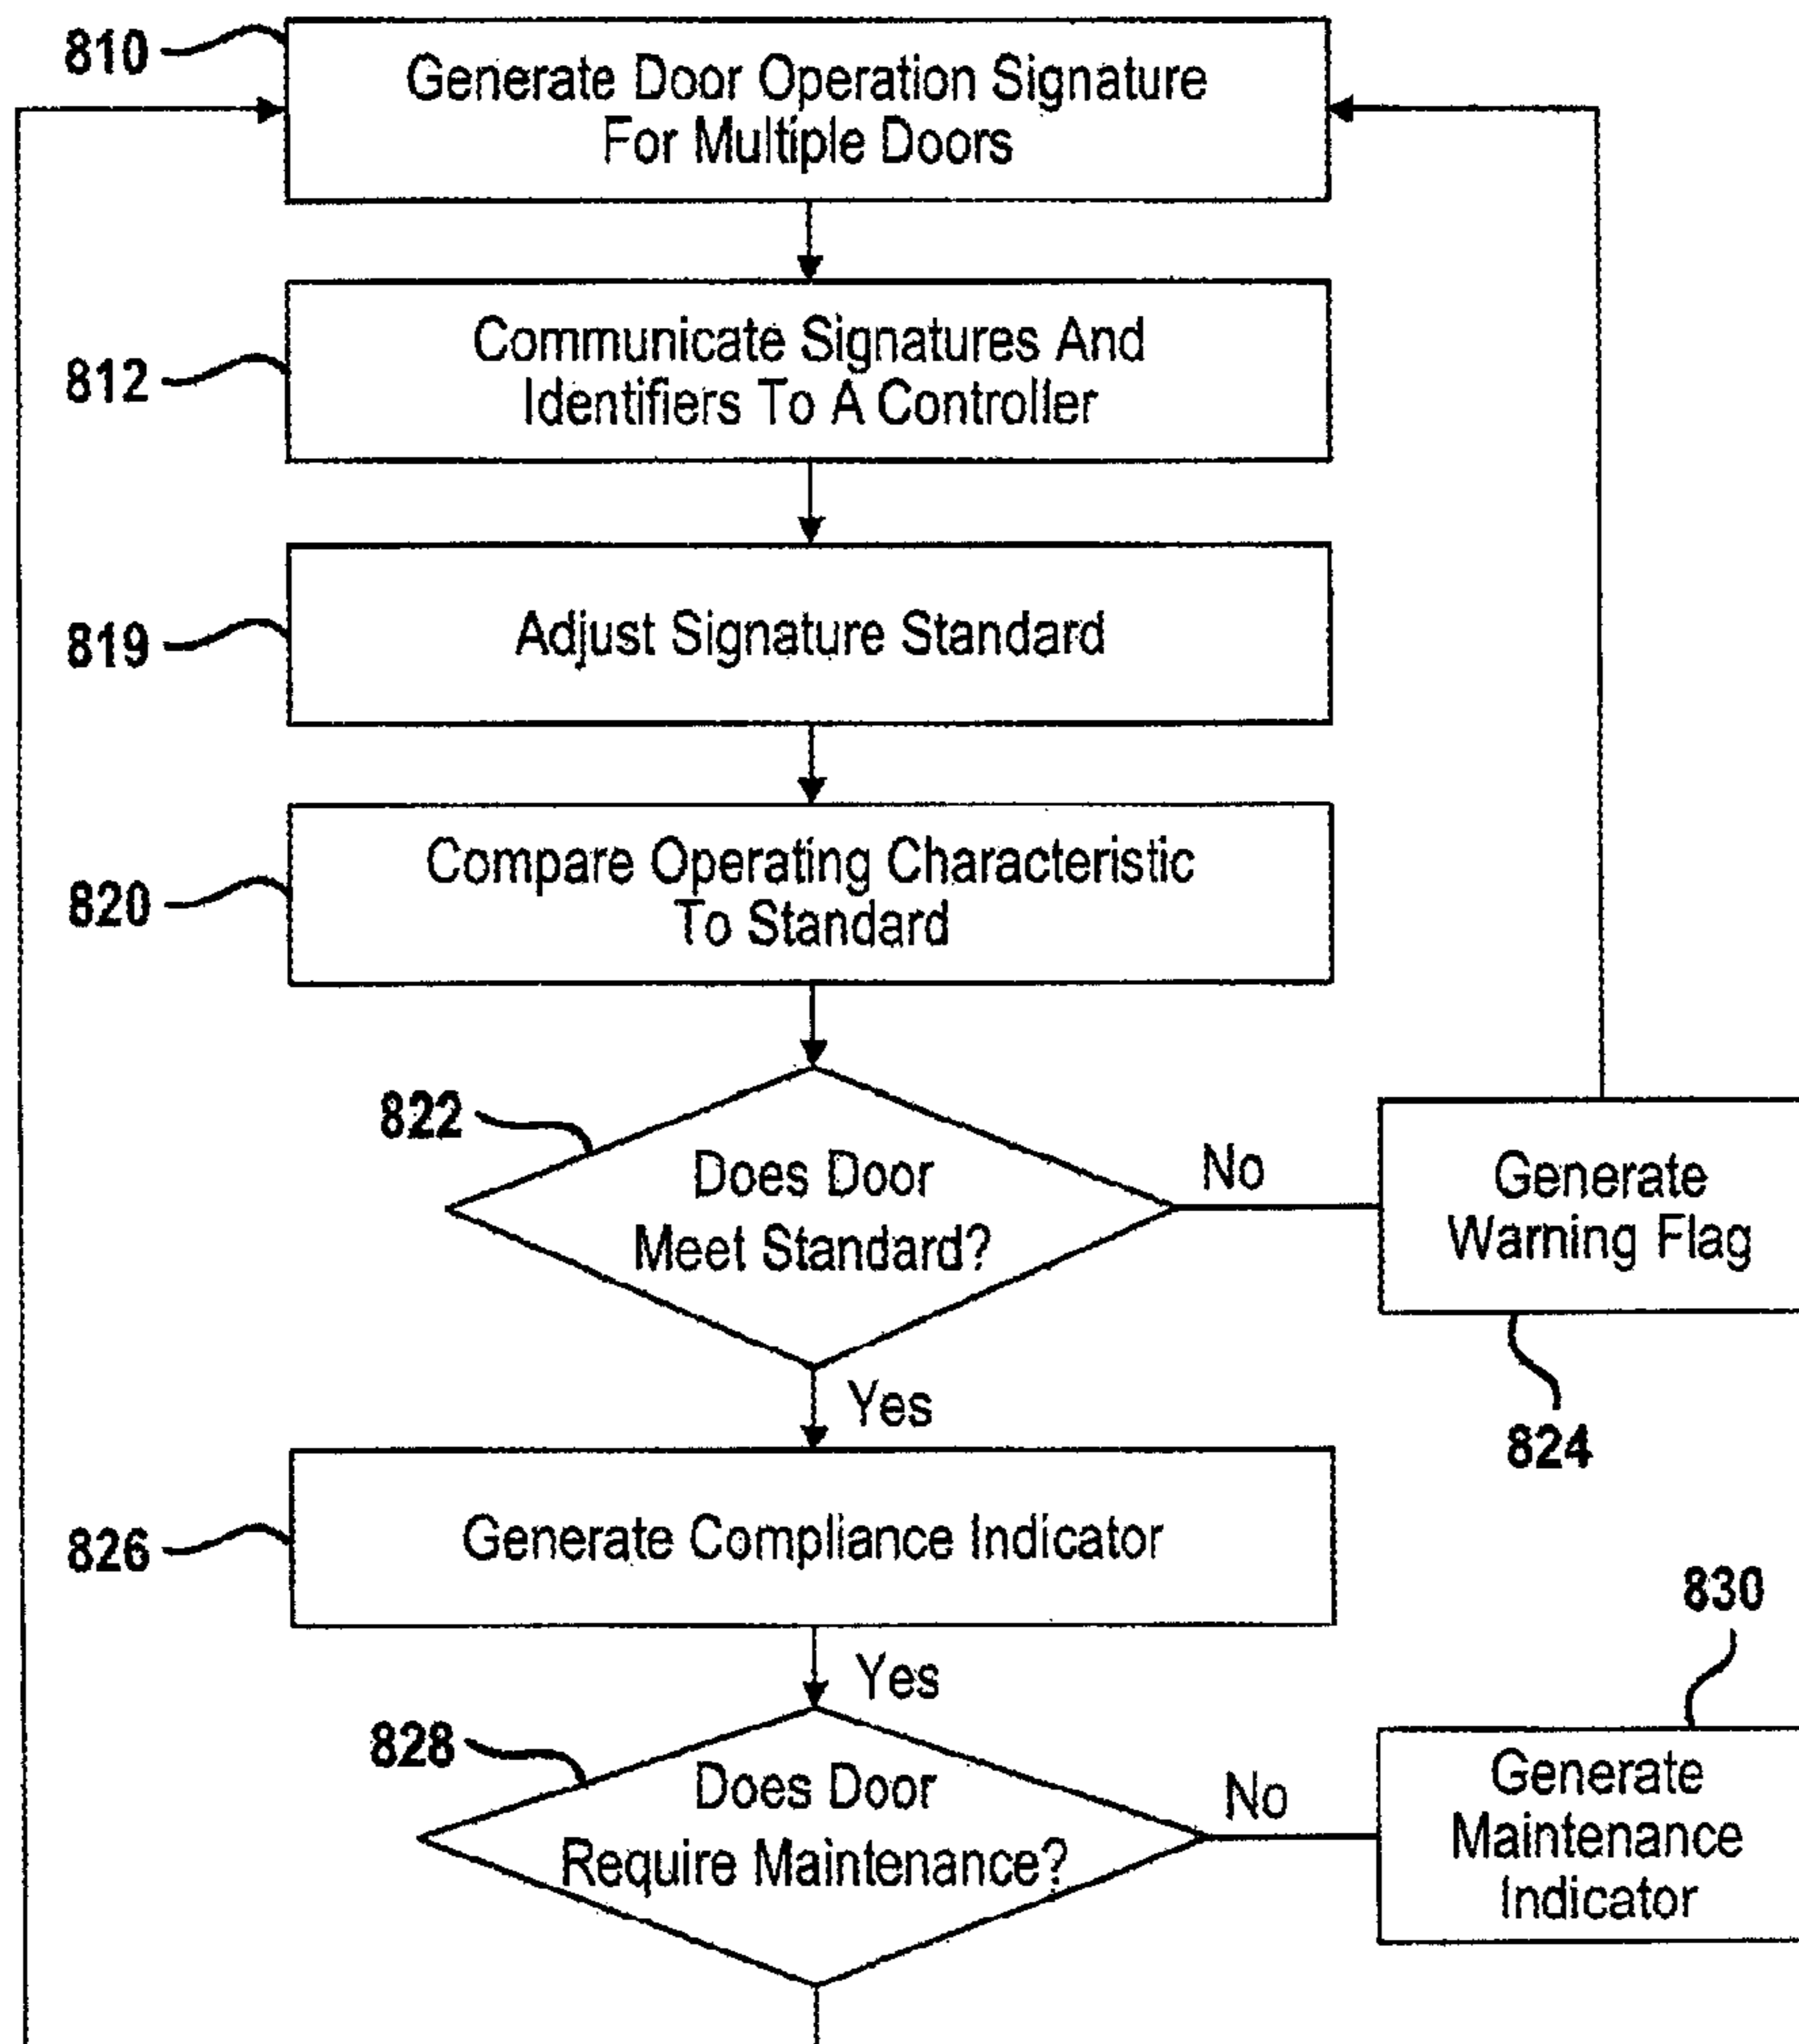 810
Generate Door Operation Signature
For Multiple Doors
812
Communicate Signatures And
Identifiers To A Controller
819
Adjust Signature Standard
820
Compare Operating Characteristic
To Standard
822
Does Door
Meet Standard?
No
Generate
Warning Flag
824
Yes
826
Generate Compliance Indicator
830
Yes
828
Does Door
Require Maintenance?
No
Generate
Maintenance
Indicator